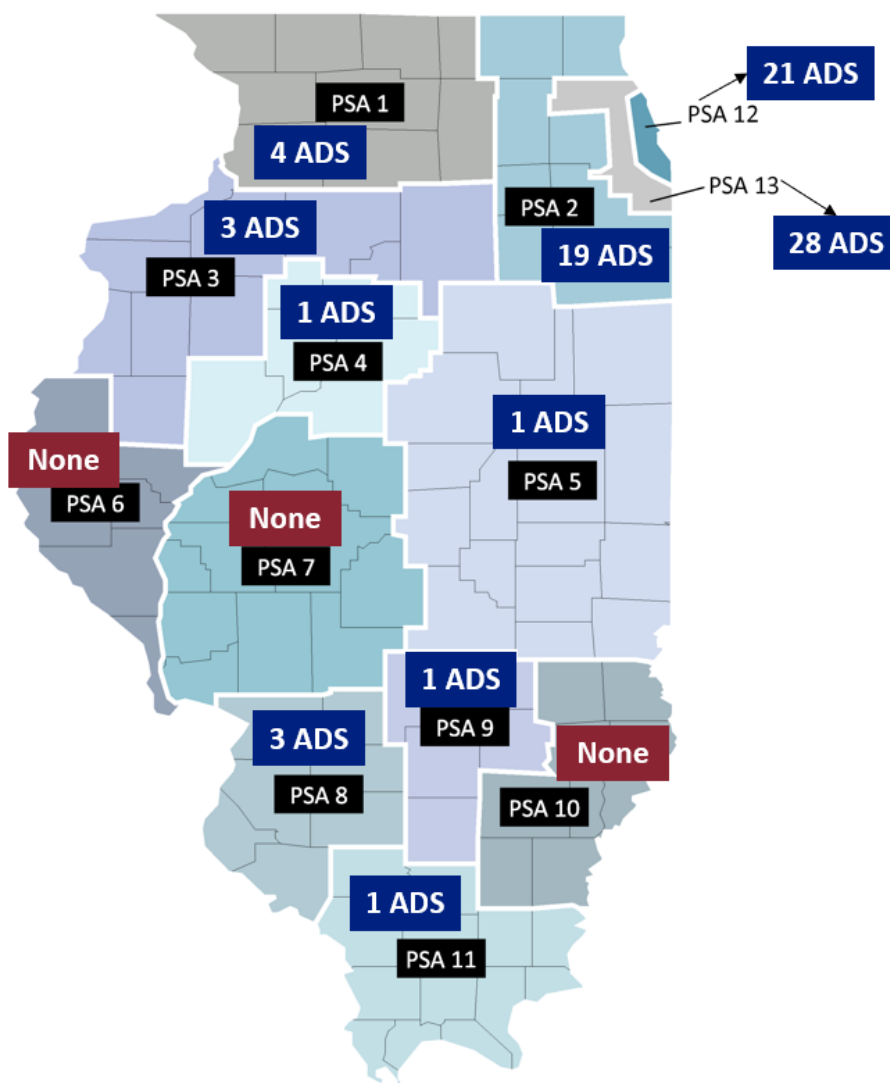 21 ADS
PSA 12
PSA 1
4 ADS
PSA 13
PSA 2
3 ADS
28 ADS
19 ADS
PSA 3
1 ADS
PSA 4
1 ADS
None
PSA 5
PSA 6
None
PSA 7
1 ADS
PSA 9
3 ADS
None
PSA 8
PSA 10
1 ADS
PSA 11